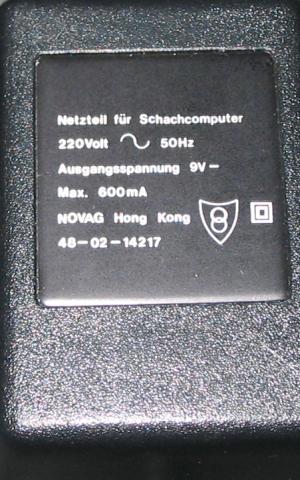 Netzteil für Schachcomputer
220Volt ~ 50Hz
Ausgangsspannung 9V—
Max. 600mA
NOVAG Hong Kong
48-02-14217